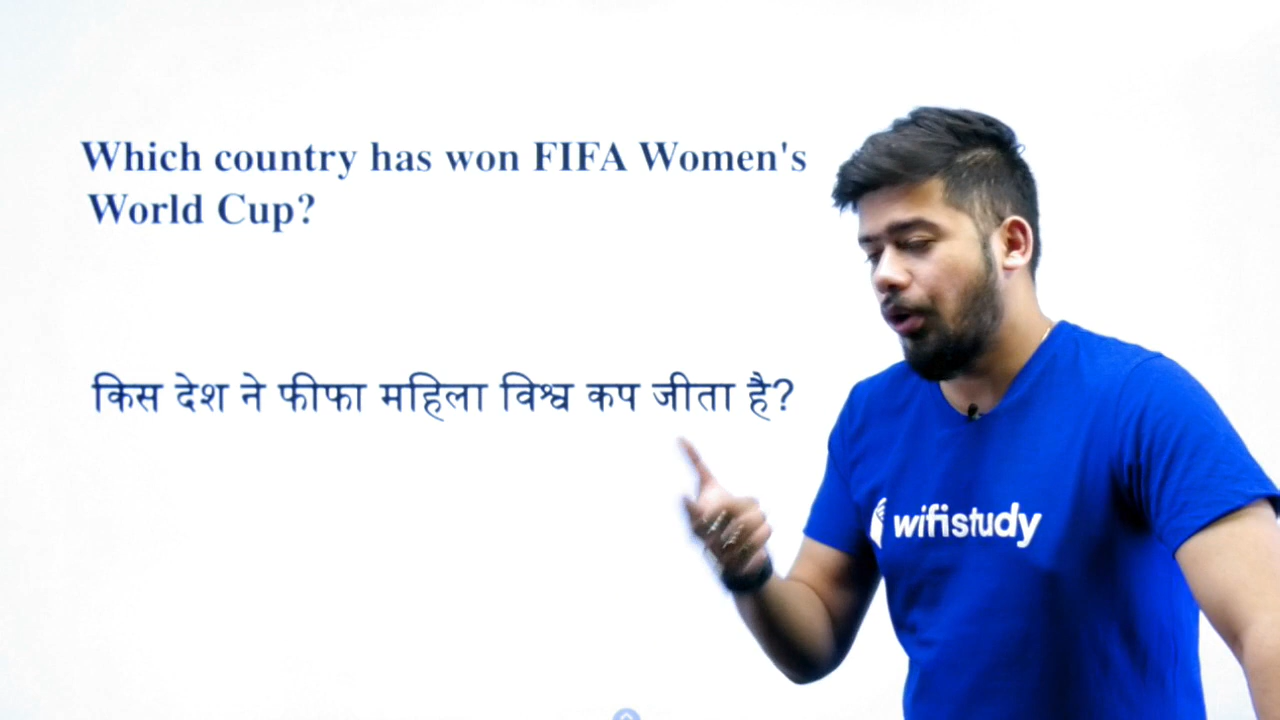 Which country has won FIFA Women's
World Cup?
किस देश ने फीफा महिला विश्व कप जीता है?
wifistudy